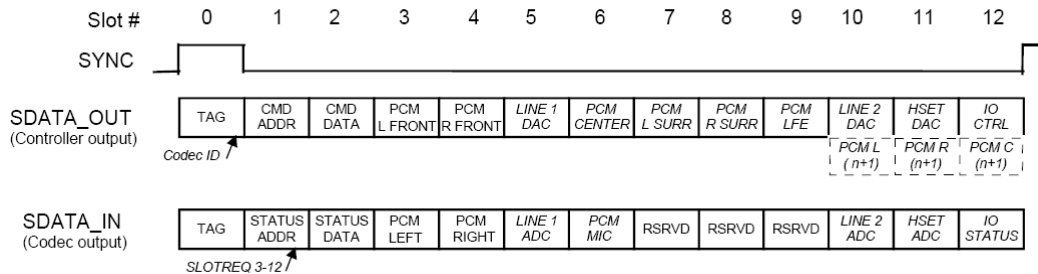 Slot # 0 1 2 3 4 5 6 7 8 9 10 11 12
SYNC
SDATA_OUT
(Controller output)
TAG
CMD
ADDR
CMD
DATA
PCM
L FRONT
PCM
R FRONT
LINE 1
DAC
PCM
CENTER
PCM
L SURR
PCM
R SURR
PCM
LFE
LINE 2
DAC
HSET
DAC
IO
CTRL
Codec ID
PCM L
(n+1)
PCM R
(n+1)
PCM C
(n+1)
SDATA_IN
(Codec output)
TAG
STATUS
ADDR
STATUS
DATA
PCM
LEFT
PCM
RIGHT
LINE 1
ADC
PCM
MIC
RSRVD
RSRVD
RSRVD
LINE 2
ADC
HSET
ADC
IO
STATUS
SLOTREQ 3-12